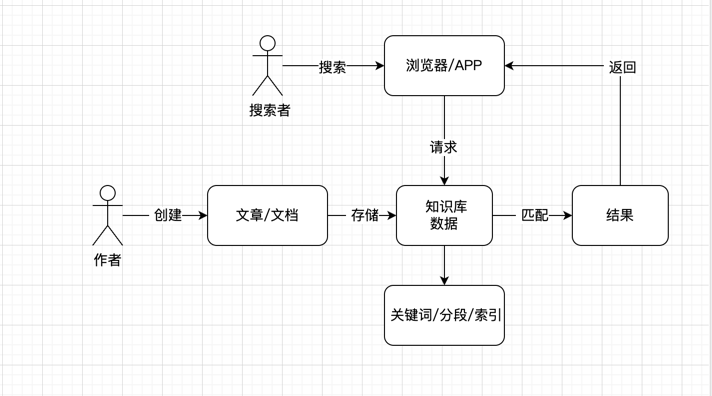 搜索
浏览器/APP
返回
搜索者
请求
创建
文章/文档
存储
知识库
数据
匹配
结果
作者
关键词/分段/索引